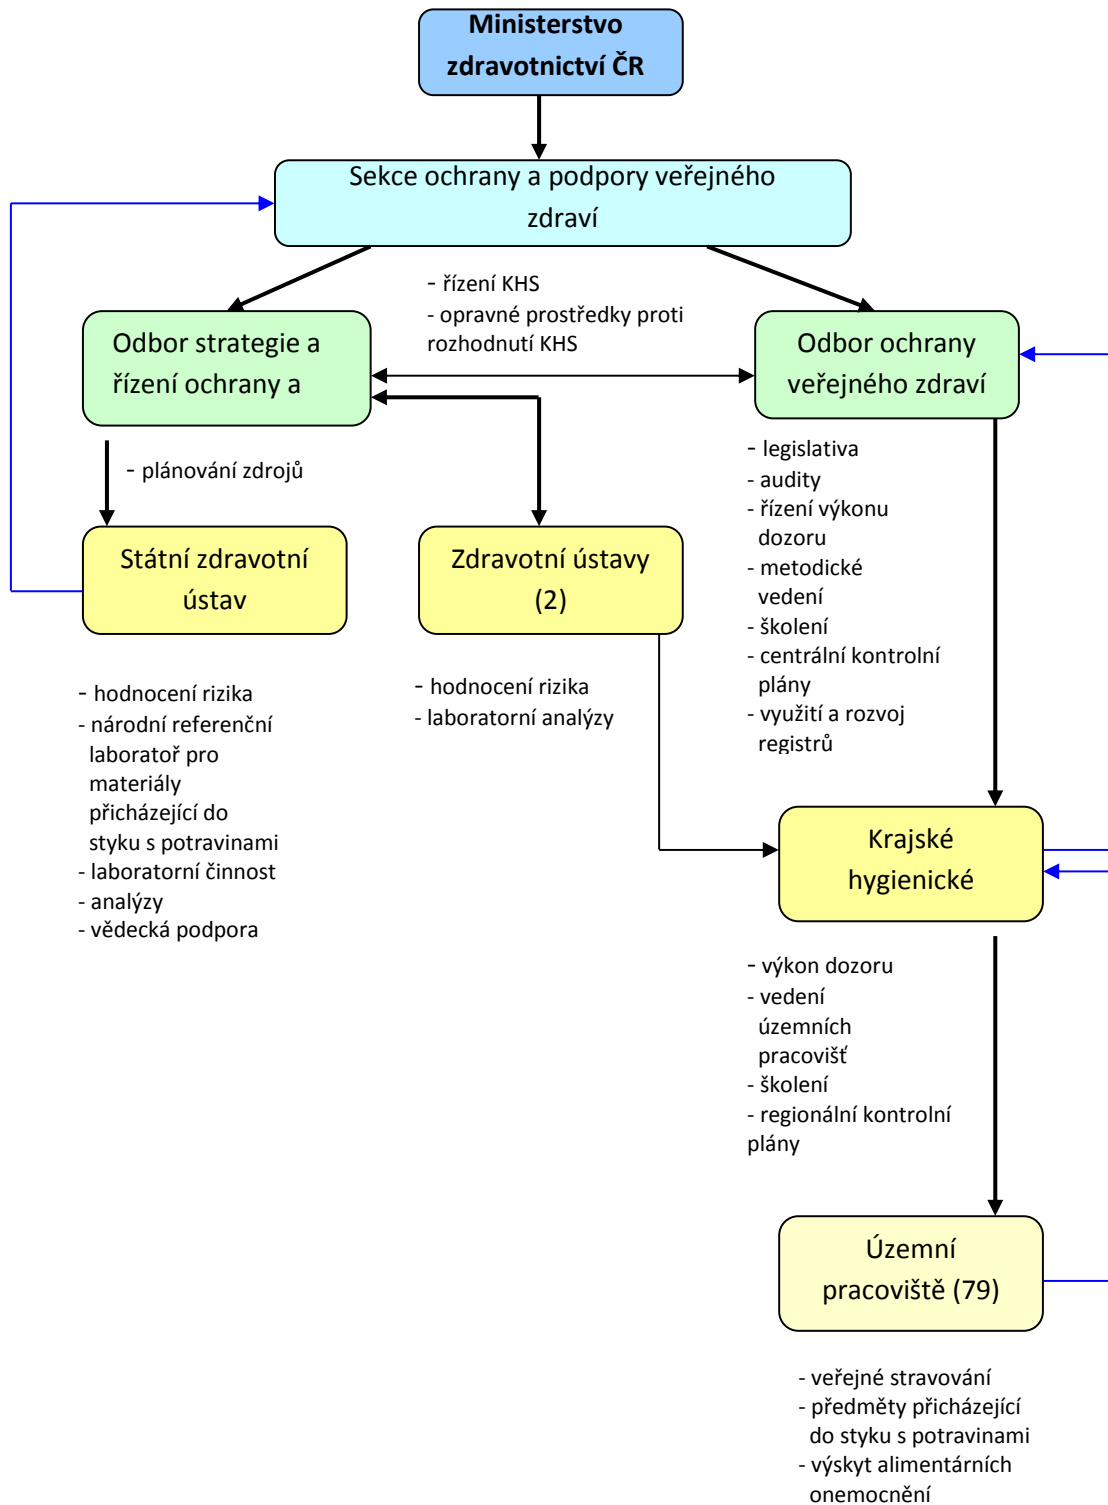 Ministerstvo
zdravotnictví ČR
Sekce ochrany a podpory veřejného
zdraví
- řízení KHS
- opravné prostředky proti
rozhodnutí KHS
Odbor strategie a
řízení ochrany a
Odbor ochrany
veřejného zdraví
- plánování zdrojů
- legislativa
- audity
- řízení výkonu
dozoru
- metodické
vedení
- školení
- centrální kontrolní
plány
- využití a rozvoj
registrů
Státní zdravotní
ústav
Zdravotní ústavy
(2)
- hodnocení rizika
- národní referenční
laboratoř pro
materiály
přicházející do
styku s potravinami
- laboratorní činnost
- analýzy
- vědecká podpora
- hodnocení rizika
- laboratorní analýzy
Krajské
hygienické
- výkon dozoru
- vedení
územních
pracovišť
- školení
- regionální kontrolní
plány
Územní
pracoviště (79)
- veřejné stravování
- předměty přicházející
do styku s potravinami
- výskyt alimentárních
onemocnění